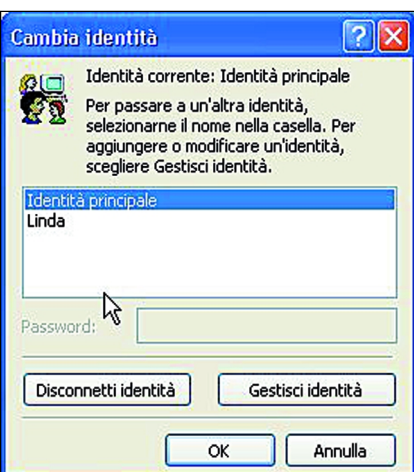 Cambia identità
Identità corrente: Identità principale
Per passare a un'altra identità,
selezionarne il nome nella casella. Per
aggiungere o modificare un'identità,
scegliere Gestisci identità.
Identità principale
Linda
Password:
Disconnetti identità Gestisci identità
OK Annulla